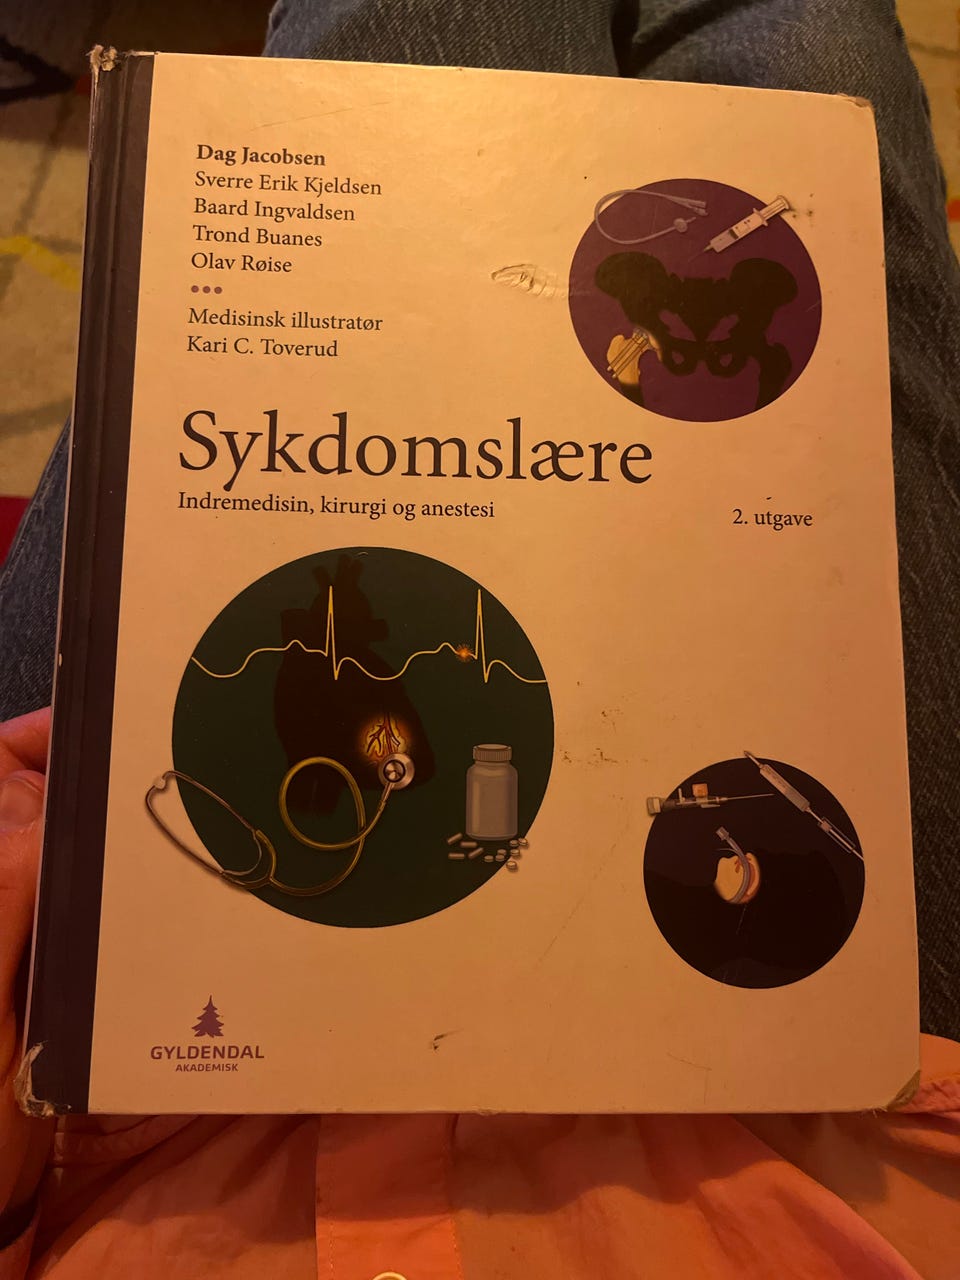 Dag Jacobsen
Sverre Erik Kjeldsen
Baard Ingvaldsen
Trond Buanes
Olav Røise
Medisinsk illustratør
Kari C. Toverud
Sykdomslære
Indremedisin, kirurgi og anestesi
2. utgave
GYLDENDAL
AKADEMISK